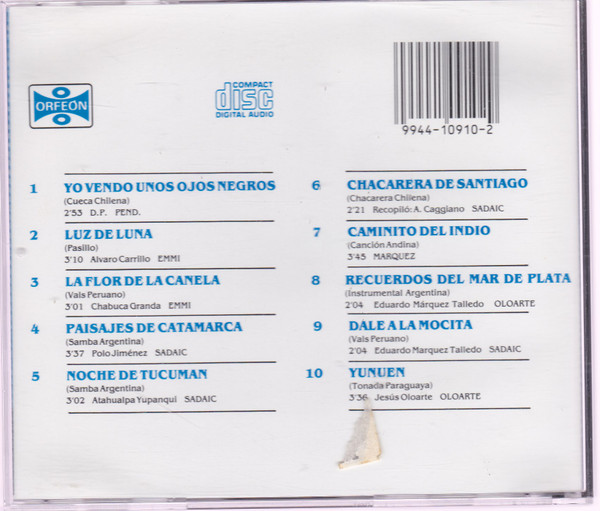 ORFEON
COMPACT
disc
DIGITAL AUDIO
9944-10910-2
1 YO VENDO UNOS OJOS NEGROS
(Cueca Chilena)
2'53 D.P. PEND.
2 LUZ DE LUNA
(Pasillo)
3'10 Alvaro Carrillo EMMI
3 LA FLOR DE LA CANELA
(Vals Peruano)
3'01 Chabuca Granda EMMI
4 PAISAJES DE CATAMARCA
(Samba Argentina)
3'37 Polo Jiménez SADAIC
5 NOCHE DE TUCUMAN
(Samba Argentina)
3'02 Atahualpa Yupanqui SADAIC
6 CHACARERA DE SANTIAGO
(Chacarera Chilena)
2'21 Recopiló: A. Caggiano SADAIC
7 CAMINITO DEL INDIO
(Canción Andina)
3'45 MARQUEZ
8 RECUERDOS DEL MAR DE PLATA
(Instrumental Argentina)
2'04 Eduardo Márquez Talledo OLOARTE
9 DALE A LA MOCITA
(Vals Peruano)
2'04 Eduardo Marquez Talledo SADAIC
10 YUNUEN
(Tonada Paraguaya)
3'36 Jesús Oloarte OLOARTE